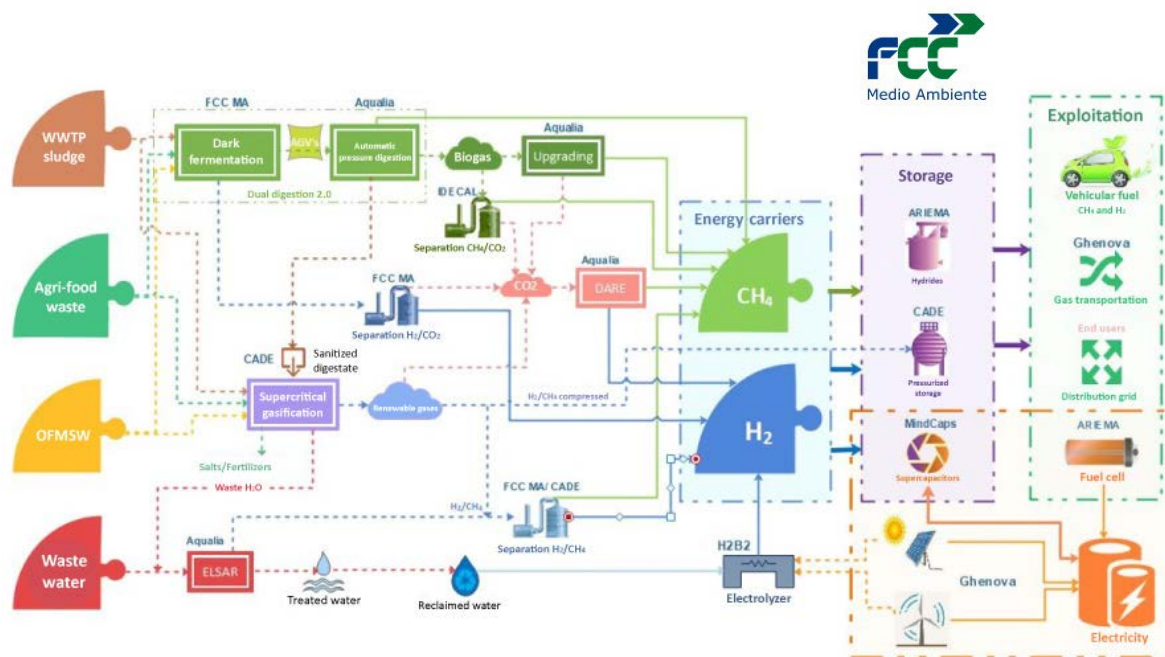 FCC
Medio Ambiente
FCC MA
Aqualia
WWTP
sludge
Dark
fermentation
AGV's
Automatic
pressure digestion
Dual digestion 2.0
Biogas
Aqualia
Upgrading
IDECAL
Separation CH₄/CO₂
Agri-food
waste
FCC MA
Separation H₂/CO₂
CO2
Aqualia
DARE
Energy carriers
CH₄
H₂
Storage
ARIEMA
Hydrides
CADE
Pressurized
storage
MindCaps
Supercapacitors
Exploitation
Vehicular fuel
CH₄ and H₂
Ghenova
Gas transportation
End users
Distribution grid
ARIEMA
Fuel cell
CADE
Sanitized
digestate
Supercritical
gasification
Renewable gases
H₂/CH₄ compressed
OFMSW
Salts/Fertilizers
Waste H₂O
H₂/CH₄
FCC MA/ CADE
Separation H₂/CH₄
Waste
water
Aqualia
ELSAR
Treated water
Reclaimed water
H2B2
Electrolyzer
Ghenova
Electricity